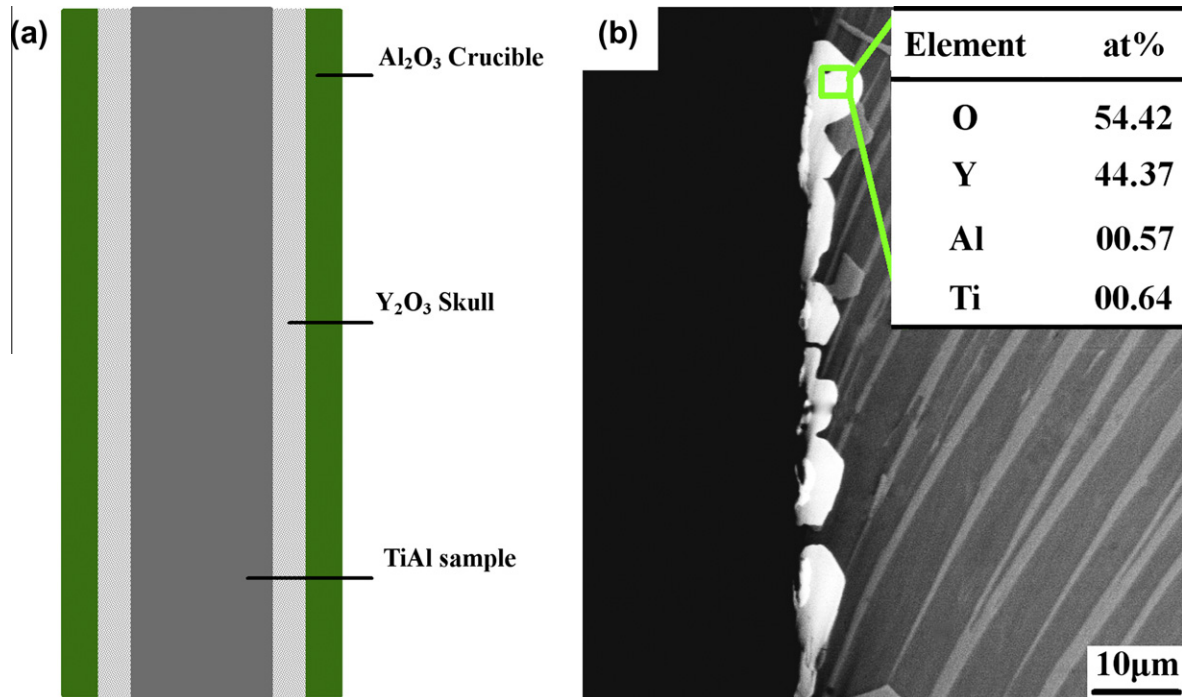 (a)
Al₂O₃ Crucible
Y₂O₃ Skull
TiAl sample
(b)
Element at%
O 54.42
Y 44.37
Al 00.57
Ti 00.64
10μm